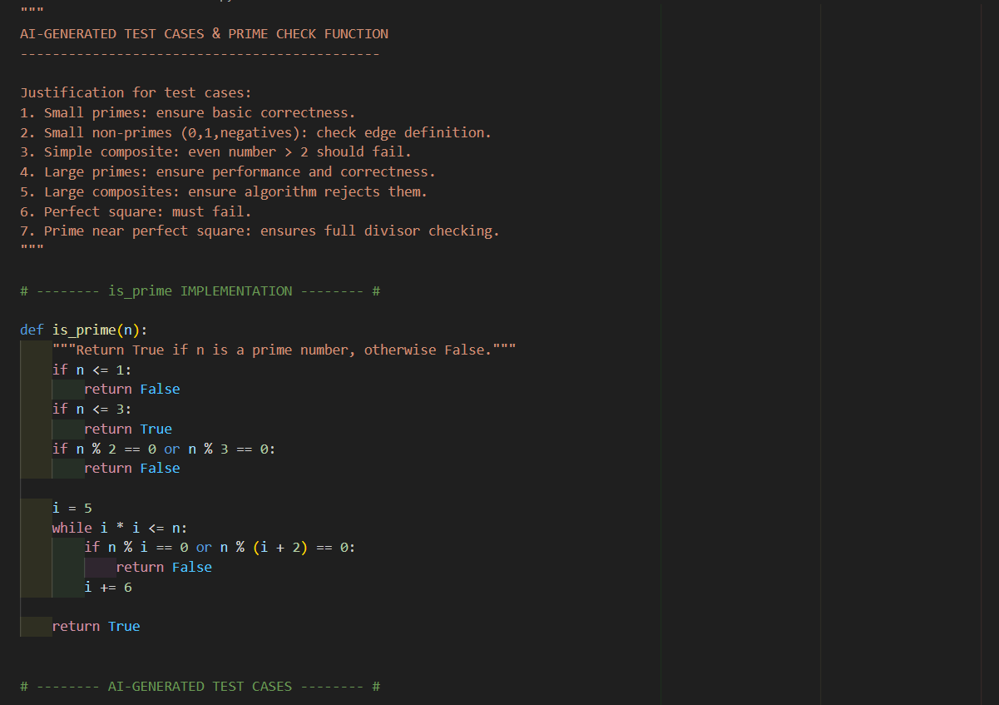 """
AI-GENERATED TEST CASES & PRIME CHECK FUNCTION
---------------------------------------------
Justification for test cases:
1. Small primes: ensure basic correctness.
2. Small non-primes (0,1,negatives): check edge definition.
3. Simple composite: even number > 2 should fail.
4. Large primes: ensure performance and correctness.
5. Large composites: ensure algorithm rejects them.
6. Perfect square: must fail.
7. Prime near perfect square: ensures full divisor checking.
"""
# -------- is_prime IMPLEMENTATION -------- #
def is_prime(n):
    """Return True if n is a prime number, otherwise False."""
    if n <= 1:
        return False
    if n <= 3:
        return True
    if n % 2 == 0 or n % 3 == 0:
        return False
    i = 5
    while i * i <= n:
        if n % i == 0 or n % (i + 2) == 0:
            return False
        i += 6
    return True
# -------- AI-GENERATED TEST CASES -------- #